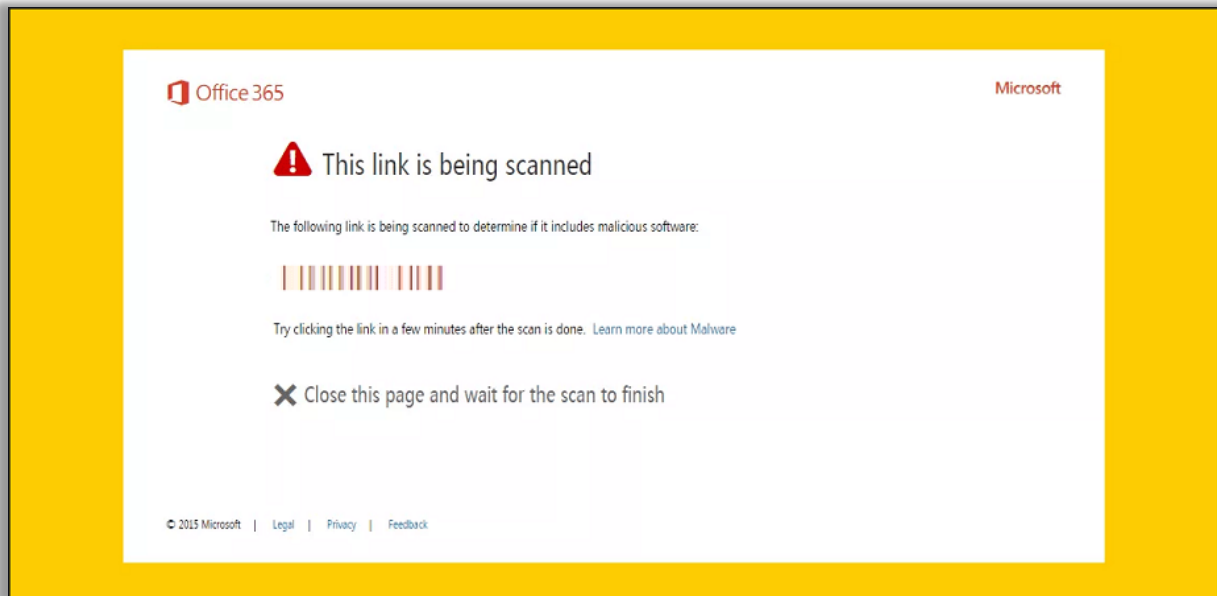 Office 365
Microsoft
This link is being scanned
The following link is being scanned to determine if it includes malicious software:
Try clicking the link in a few minutes after the scan is done. Learn more about Malware
Close this page and wait for the scan to finish
© 2015 Microsoft | Legal | Privacy | Feedback